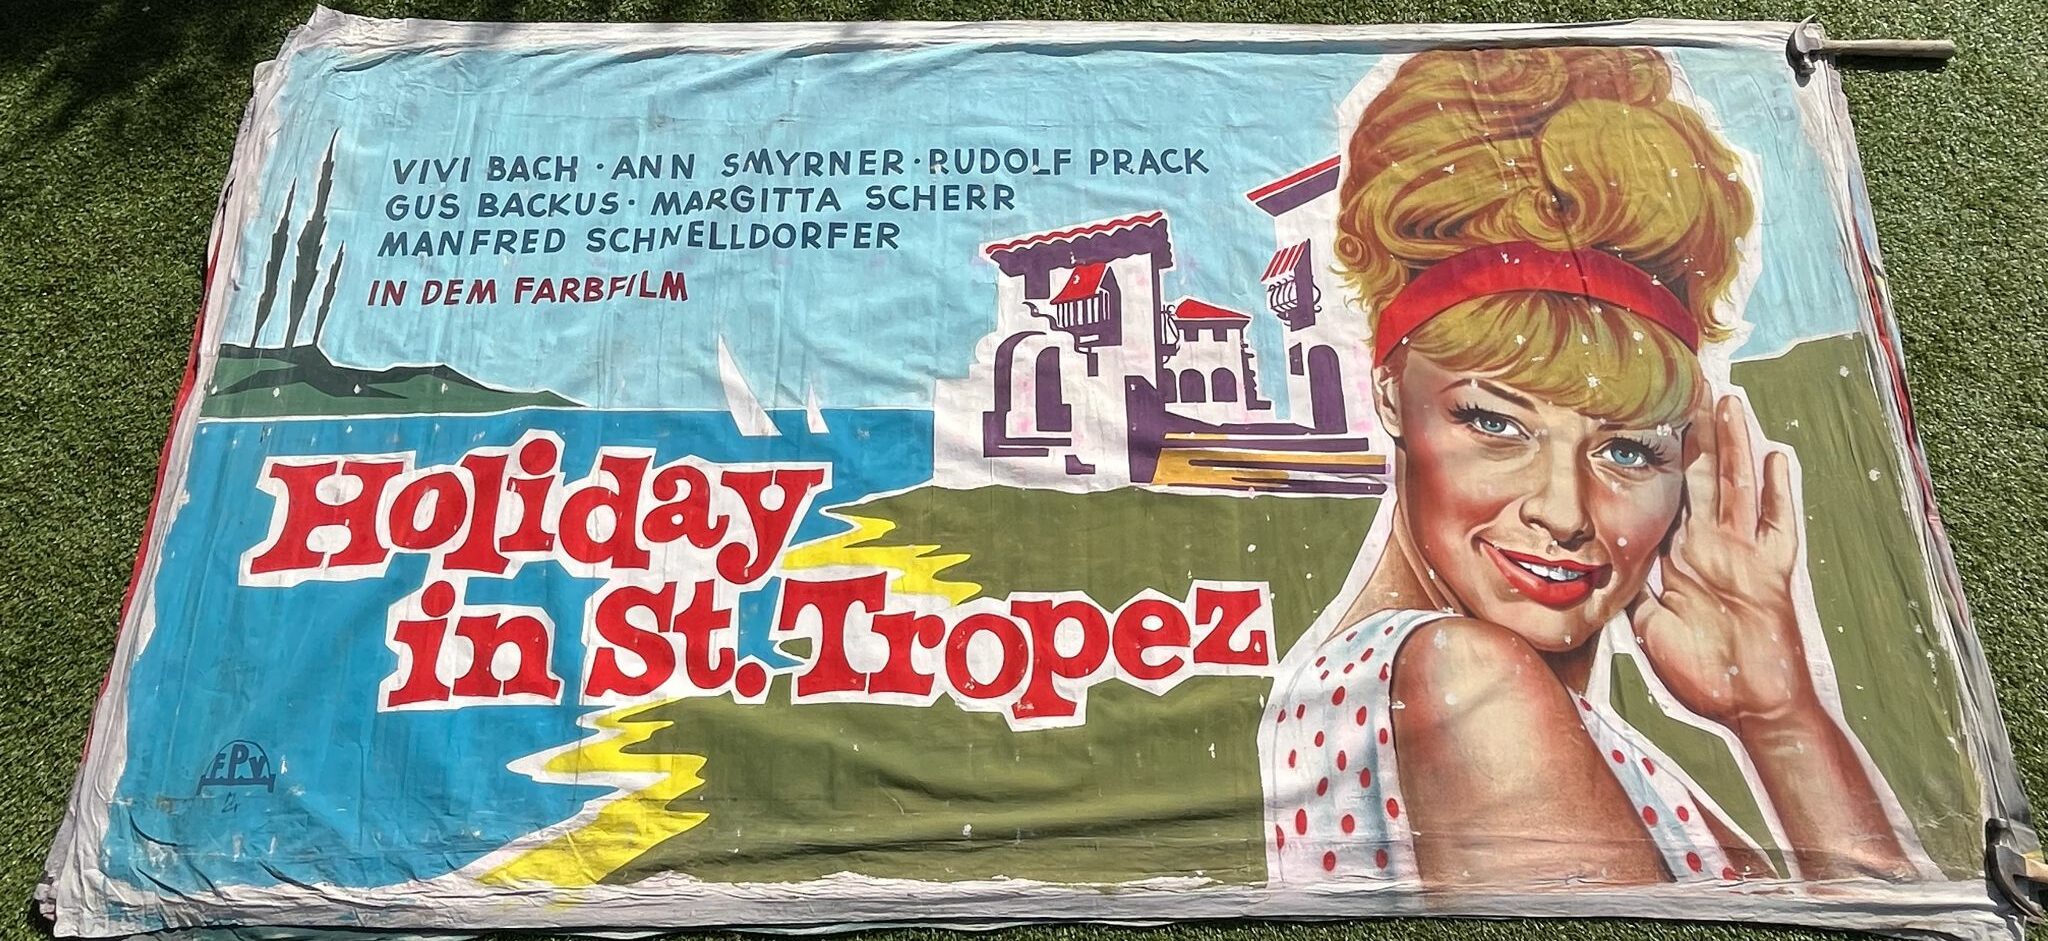 VIVI BACH · ANN SMYRNER · RUDOLF PRACK
GUS BACKUS · MARGITTA SCHERR
MANFRED SCHNELLDORFER
IN DEM FARBFILM
Holiday
in St. Tropez
FPV